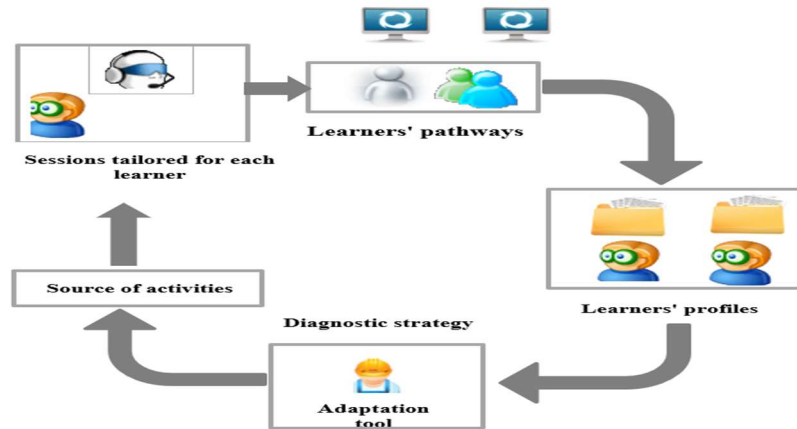 Learners' pathways
Sessions tailored for each
learner
Source of activities
Learners' profiles
Diagnostic strategy
Adaptation
tool